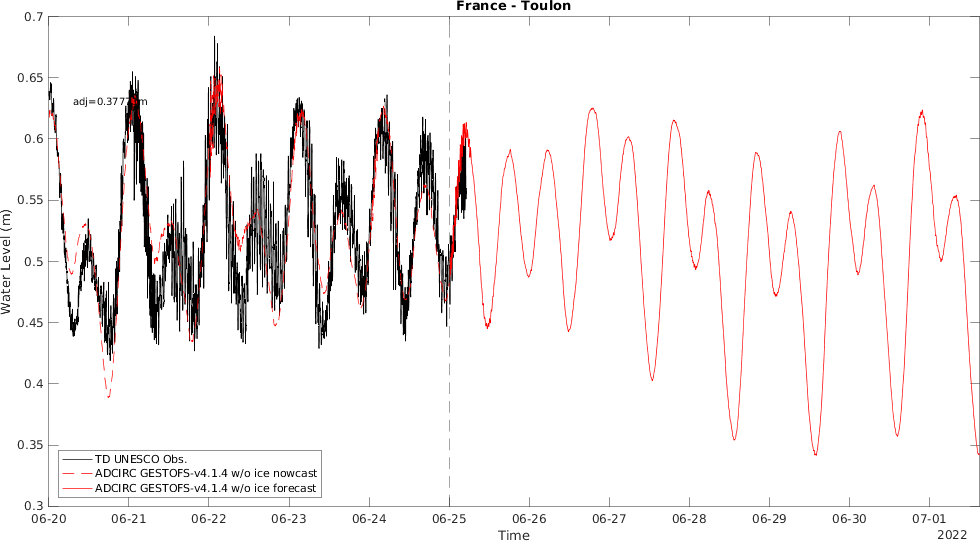 France - Toulon
0.7
0.65
0.6
0.55
0.5
0.45
0.4
0.35
0.3
Water Level (m)
TD UNESCO Obs.
ADCIRC GESTOFS-v4.1.4 w/o ice nowcast
ADCIRC GESTOFS-v4.1.4 w/o ice forecast
06-20 06-21 06-22 06-23 06-24 06-25 06-26 06-27 06-28 06-29 06-30 07-01
Time
2022